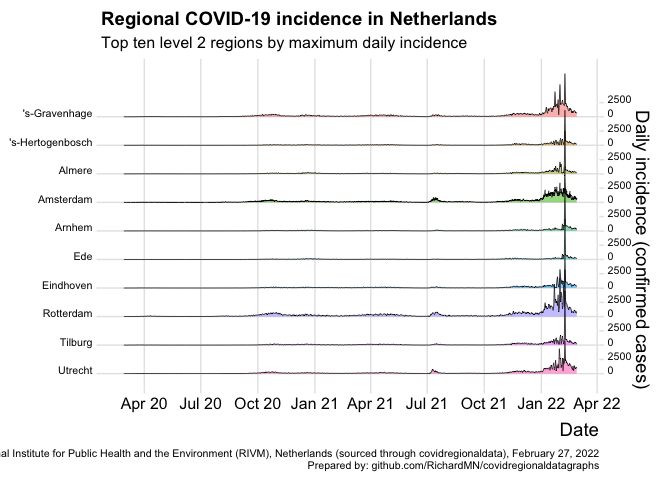 Regional COVID-19 incidence in Netherlands
Top ten level 2 regions by maximum daily incidence
's-Gravenhage
2500
0
's-Hertogenbosch
2500
0
Almere
2500
0
Amsterdam
2500
0
Arnhem
2500
0
Ede
2500
0
Eindhoven
2500
0
Rotterdam
2500
0
Tilburg
2500
0
Utrecht
2500
0
Daily incidence (confirmed cases)
Apr 20 Jul 20 Oct 20 Jan 21 Apr 21 Jul 21 Oct 21 Jan 22 Apr 22
Date
Institute for Public Health and the Environment (RIVM), Netherlands (sourced through covidregionaldata), February 27, 2022
Prepared by: github.com/RichardMN/covidregionaldatagraphs